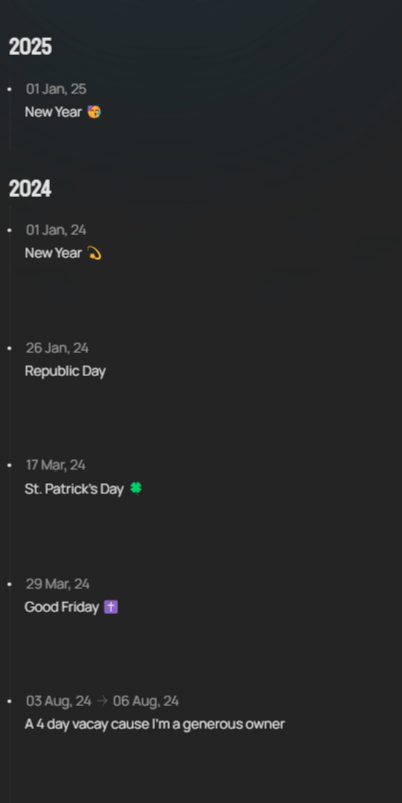 2025
01 Jan, 25
New Year 🥳
2024
01 Jan, 24
New Year 💫
26 Jan, 24
Republic Day
17 Mar, 24
St. Patrick's Day 🍀
29 Mar, 24
Good Friday ✝️
03 Aug, 24 → 06 Aug, 24
A 4 day vacay cause I'm a generous owner